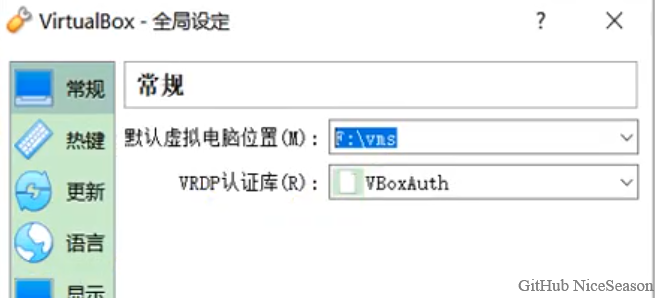 VirtualBox - 全局设定
常规
热键
更新
语言
显示
常规
默认虚拟电脑位置(M): F:\vms
VRDP认证库(R): VBoxAuth
GitHub NiceSeason